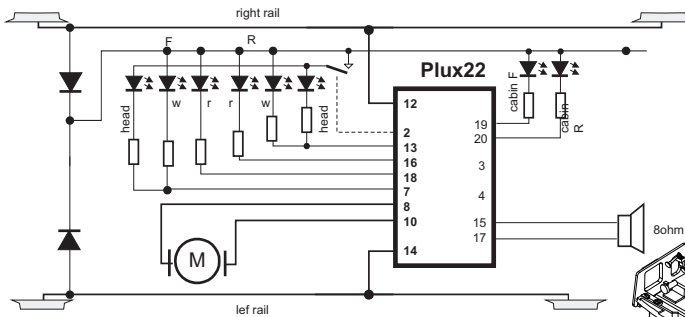 right rail
F R
Plux22
cabin F
cabin R
head w r r w head
12
2
13
16
18
7
8
10
14
19
20
3
4
15
17
M
8ohm
lef rail